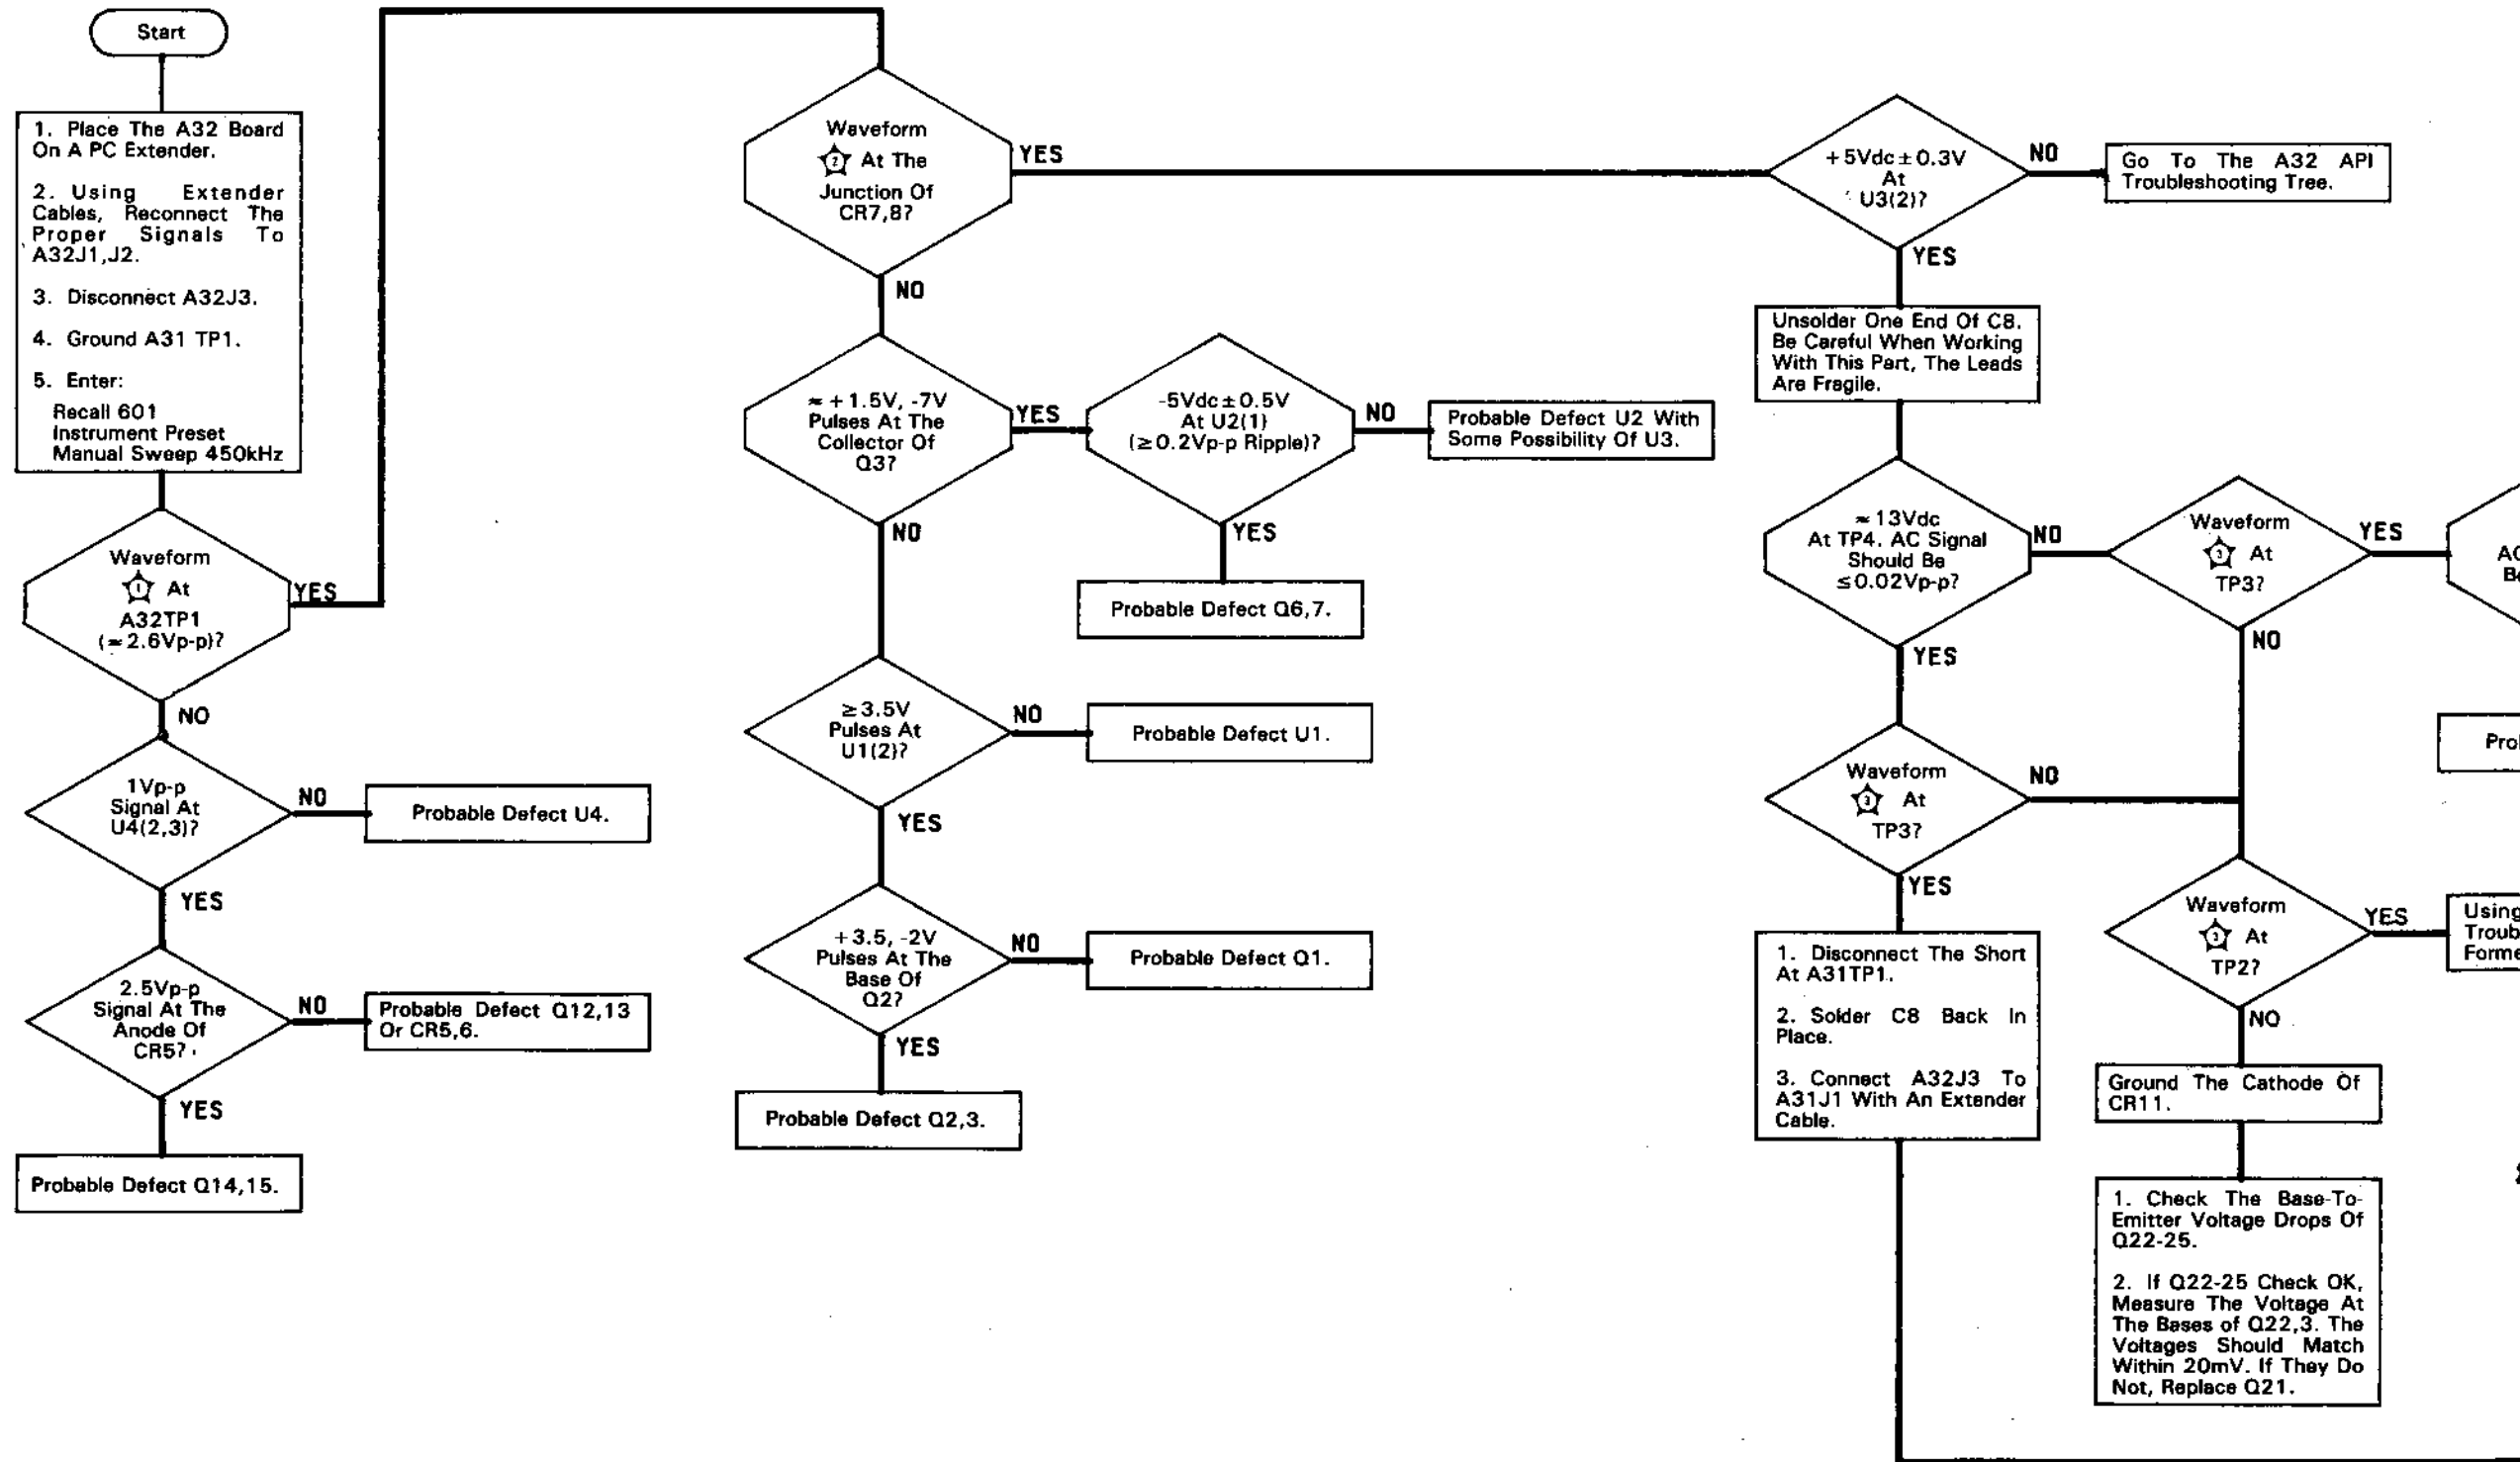 Start
1. Place The A32 Board
On A PC Extender.
2. Using Extender
Cables, Reconnect The
Proper Signals To
A32J1,J2.
3. Disconnect A32J3.
4. Ground A31 TP1.
5. Enter:
Recall 601
Instrument Preset
Manual Sweep 450kHz
Waveform
1 At
A32TP1
(≈2.6Vp-p)?
YES
NO
1Vp-p
Signal At
U4(2,3)?
NO
Probable Defect U4.
YES
2.5Vp-p
Signal At The
Anode Of
CR5?
NO
Probable Defect Q12,13
Or CR5,6.
YES
Probable Defect Q14,15.
Waveform
2 At The
Junction Of
CR7,8?
YES
NO
≈+1.5V, -7V
Pulses At The
Collector Of
Q3?
YES
-5Vdc±0.5V
At U2(1)
(≥0.2Vp-p Ripple)?
NO
Probable Defect U2 With
Some Possibility Of U3.
YES
Probable Defect Q6,7.
NO
≥3.5V
Pulses At
U1(2)?
NO
Probable Defect U1.
YES
+3.5, -2V
Pulses At The
Base Of
Q2?
NO
Probable Defect Q1.
YES
Probable Defect Q2,3.
+5Vdc±0.3V
At
U3(2)?
NO
Go To The A32 API
Troubleshooting Tree.
YES
Unsolder One End Of C8.
Be Careful When Working
With This Part, The Leads
Are Fragile.
≈13Vdc
At TP4. AC Signal
Should Be
≤0.02Vp-p?
NO
Waveform
3 At
TP3?
YES
AC
Be
NO
Pro
YES
Waveform
3 At
TP3?
NO
YES
1. Disconnect The Short
At A31TP1.
2. Solder C8 Back In
Place.
3. Connect A32J3 To
A31J1 With An Extender
Cable.
Waveform
3 At
TP2?
YES
Using
Troub
Forme
NO
Ground The Cathode Of
CR11.
1. Check The Base-To-
Emitter Voltage Drops Of
Q22-25.
2. If Q22-25 Check OK,
Measure The Voltage At
The Bases of Q22,3. The
Voltages Should Match
Within 20mV. If They Do
Not, Replace Q21.